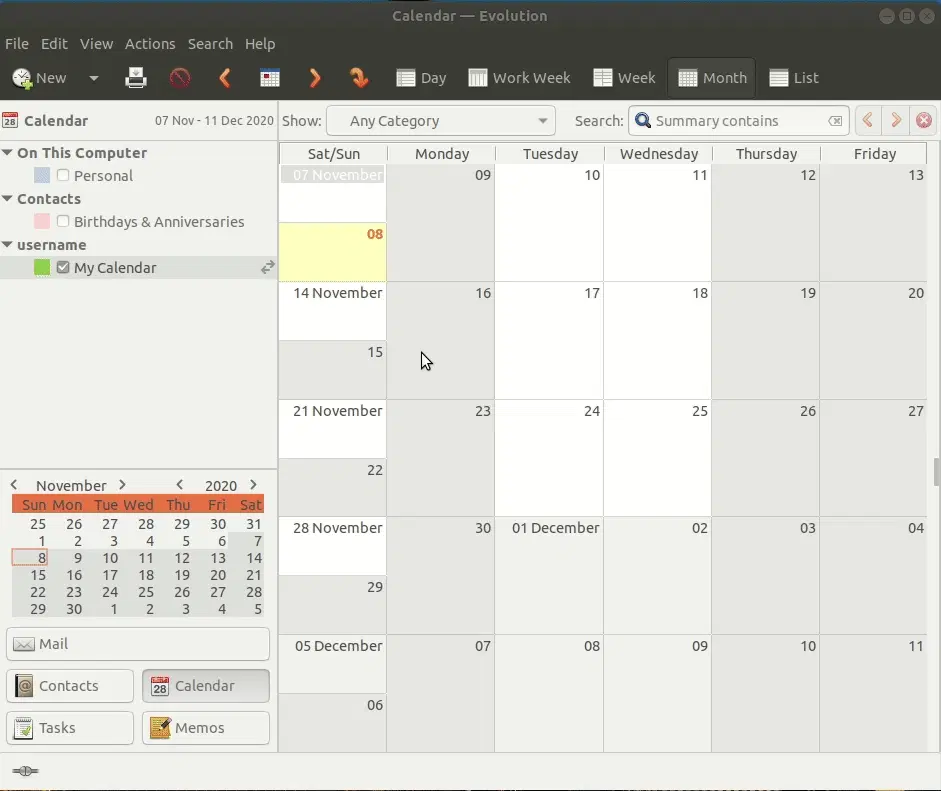 Calendar — Evolution
File Edit View Actions Search Help
New Day Work Week Week Month List
28 Calendar 07 Nov - 11 Dec 2020 Show: Any Category Search: Summary contains
On This Computer
Personal
Contacts
Birthdays & Anniversaries
username
My Calendar
Sat/Sun Monday Tuesday Wednesday Thursday Friday
07 November 09 10 11 12 13
08
14 November 16 17 18 19 20
15
21 November 23 24 25 26 27
22
28 November 30 01 December 02 03 04
29
05 December 07 08 09 10 11
06
November 2020
Sun Mon Tue Wed Thu Fri Sat
25 26 27 28 29 30 31
1 2 3 4 5 6 7
8 9 10 11 12 13 14
15 16 17 18 19 20 21
22 23 24 25 26 27 28
29 30 1 2 3 4 5
Mail
Contacts 28 Calendar
Tasks Memos